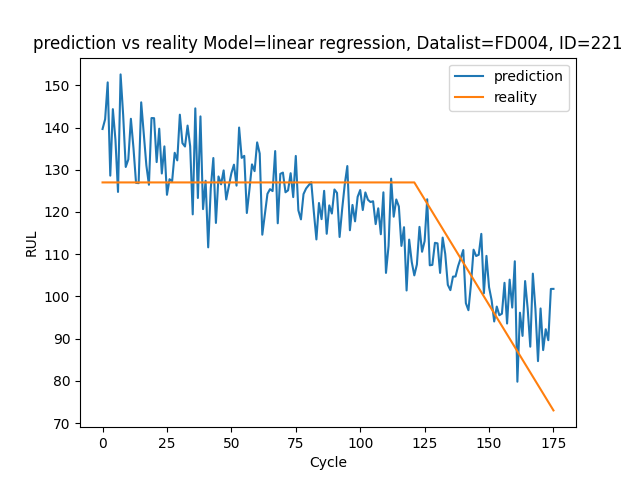 prediction vs reality Model=linear regression, Datalist=FD004, ID=221
prediction
reality
RUL
150
140
130
120
110
100
90
80
70
0 25 50 75 100 125 150 175
Cycle